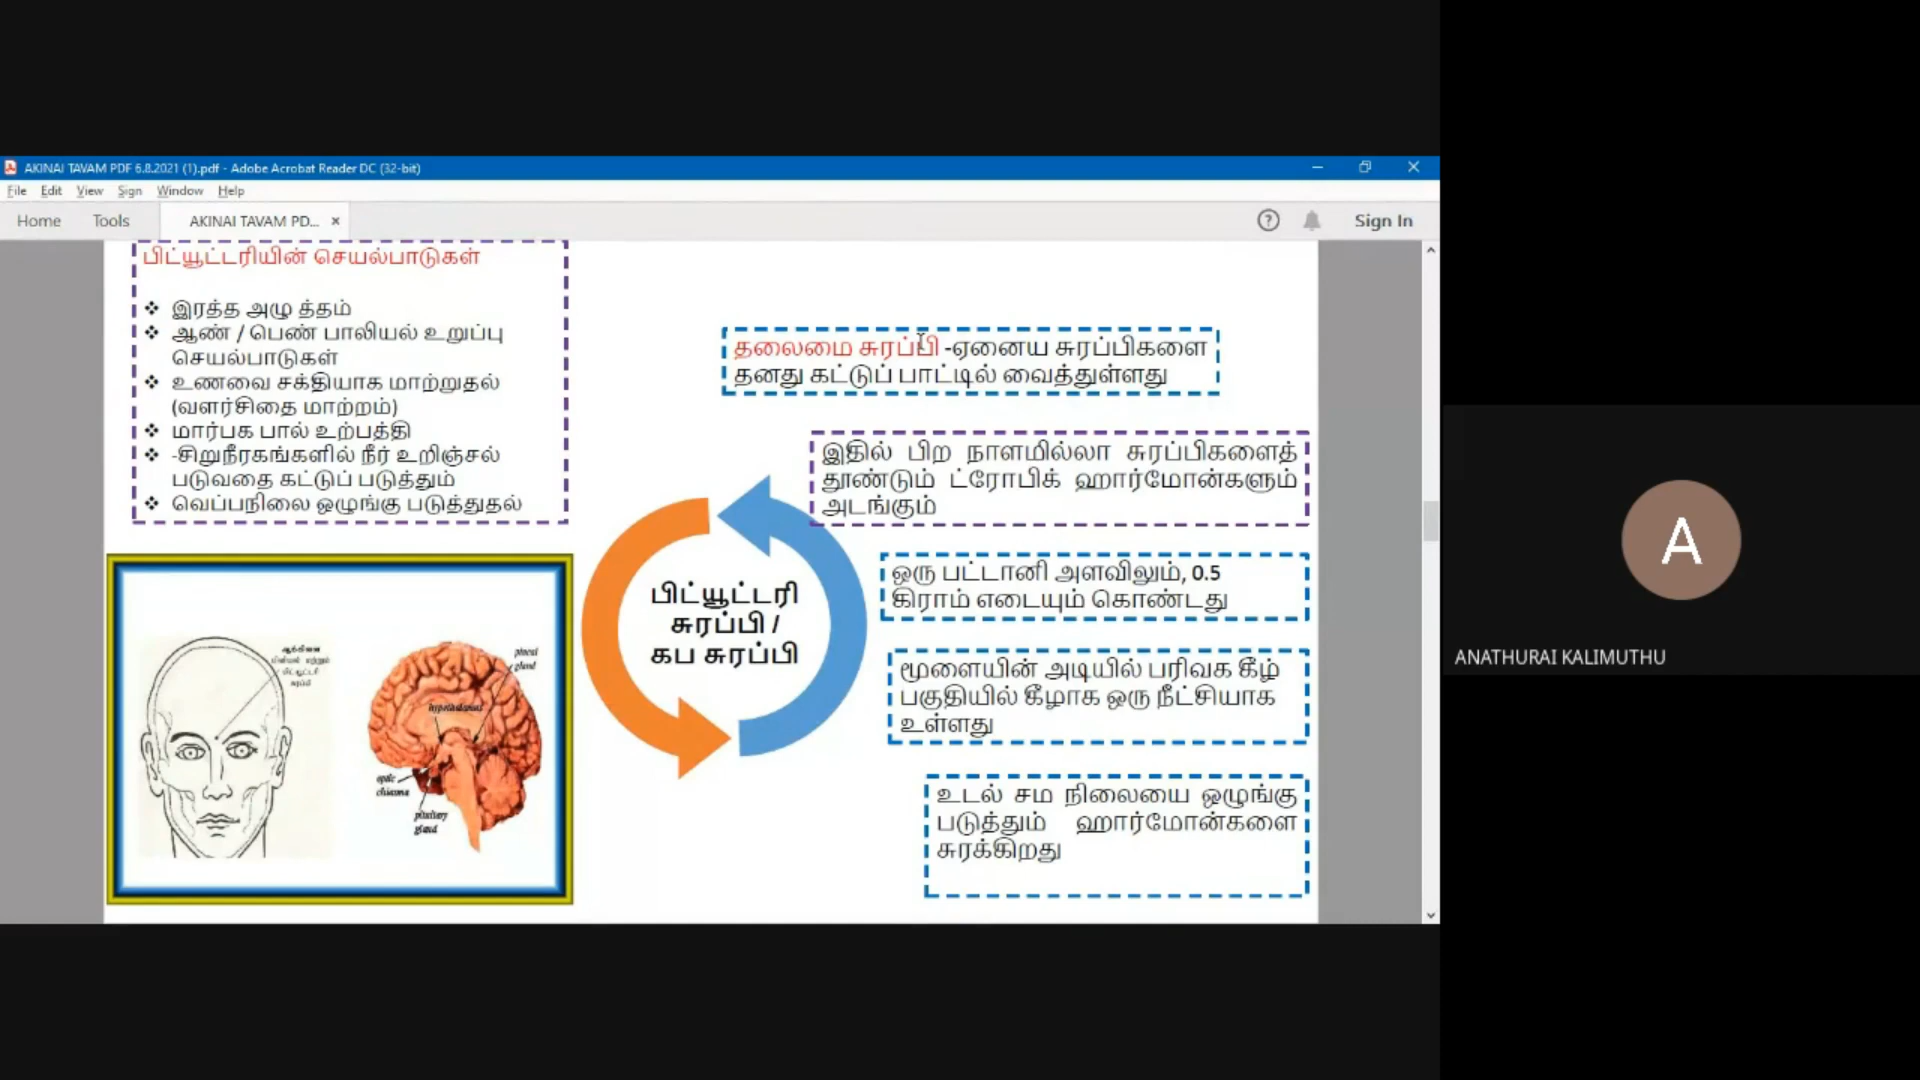 AKINAI TAVAM PDF 6.8.2021 (1).pdf - Adobe Acrobat Reader DC (32-bit)
File Edit View Sign Window Help
Home Tools AKINAI TAVAM PD... × Sign In
பிட்யூட்டரியின் செயல்பாடுகள்
❖ இரத்த அழு த்தம்
❖ ஆண் / பெண் பாலியல் உறுப்பு
செயல்பாடுகள்
❖ உணவை சக்தியாக மாற்றுதல்
(வளர்சிதை மாற்றம்)
❖ மார்பக பால் உற்பத்தி
❖ -சிறுநீரகங்களில் நீர் உறிஞ்சல்
படுவதை கட்டுப் படுத்தும்
❖ வெப்பநிலை ஒழுங்கு படுத்துதல்
தலைமை சுரப்பி -ஏனைய சுரப்பிகளை
தனது கட்டுப் பாட்டில் வைத்துள்ளது
இதில் பிற நாளமில்லா சுரப்பிகளைத்
தூண்டும் ட்ரோபிக் ஹார்மோன்களும்
அடங்கும்
பிட்யூட்டரி
சுரப்பி /
கப சுரப்பி
ஒரு பட்டானி அளவிலும், 0.5
கிராம் எடையும் கொண்டது
மூளையின் அடியில் பரிவக கீழ்
பகுதியில் கீழாக ஒரு நீட்சியாக
உள்ளது
உடல் சம நிலையை ஒழுங்கு
படுத்தும் ஹார்மோன்களை
சுரக்கிறது
pineal
gland
hypothalamus
optic
chiasma
pituitary
gland
A
ANATHURAI KALIMUTHU